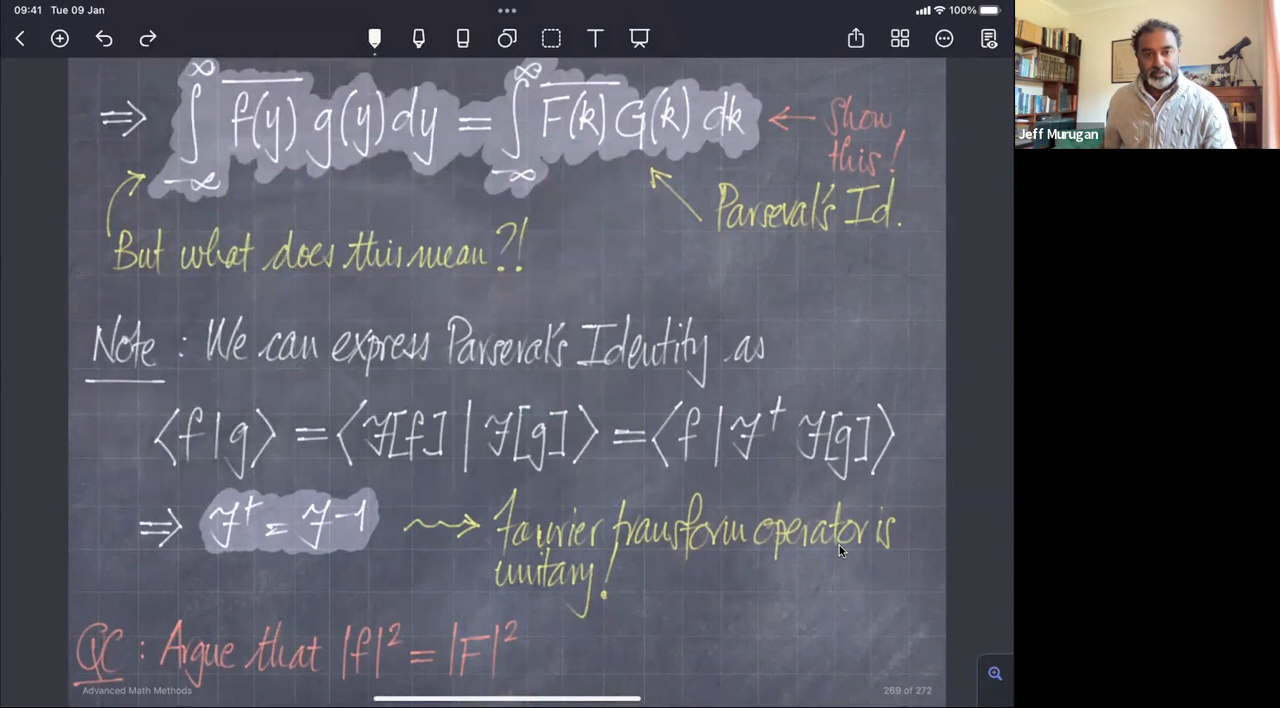 09:41 Tue 09 Jan
100%
T
Jeff Murugan
⇒ ∫_{-∞}^{∞} \overline{f(y)} g(y) dy = ∫_{-∞}^{∞} \overline{F(k)} G(k) dk ← Show
this!
Parseval's Id.
But what does this mean?!
Note : We can express Parseval's Identity as
⟨f|g⟩ = ⟨ℱ[f] | ℱ[g]⟩ = ⟨f | ℱ† ℱ[g]⟩
⇒ ℱ† = ℱ-1 ⇝ Fourier transform operator is
unitary!
QC : Argue that |f|² = |F|²
Advanced Math Methods
269 of 272